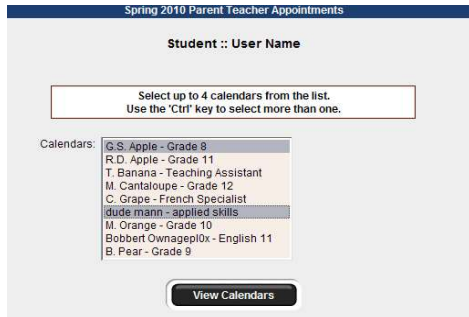 Spring 2010 Parent Teacher Appointments
Student :: User Name
Select up to 4 calendars from the list.
Use the 'Ctrl' key to select more than one.
Calendars:
G.S. Apple - Grade 8
R.D. Apple - Grade 11
T. Banana - Teaching Assistant
M. Cantaloupe - Grade 12
C. Grape - French Specialist
dude mann - applied skills
M. Orange - Grade 10
Bobbert Ownagepl0x - English 11
B. Pear - Grade 9
View Calendars